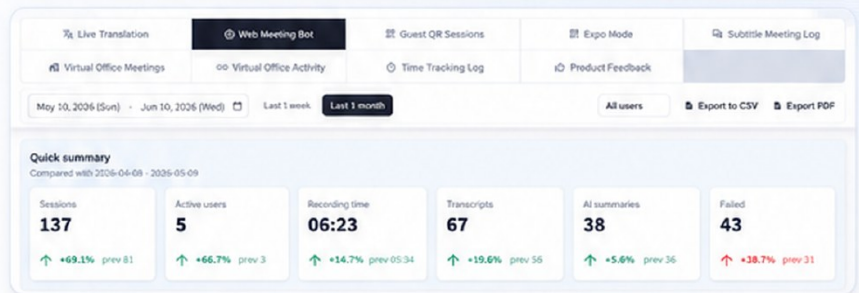 Live Translation
Web Meeting Bot
Guest QR Sessions
Expo Mode
Subtitle Meeting Log
Virtual Office Meetings
Virtual Office Activity
Time Tracking Log
Product Feedback
May 10, 2026 (Sun) - Jun 10, 2026 (Wed)
Last 1 week
Last 1 month
All users
Export to CSV
Export PDF
Quick summary
Compared with 2026-04-08 - 2026-05-09
Sessions
137
+69.1% prev 81
Active users
5
+66.7% prev 3
Recording time
06:23
+14.7% prev 05:34
Transcripts
67
+19.6% prev 56
AI summaries
38
+5.6% prev 36
Failed
43
+38.7% prev 31